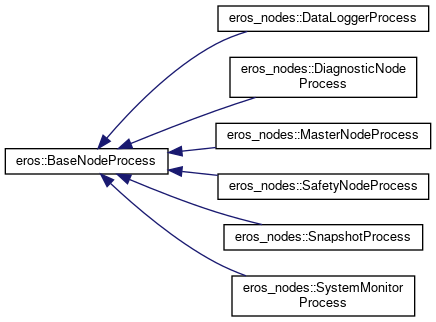 eros_nodes::DataLoggerProcess
eros_nodes::DiagnosticNode
Process
eros_nodes::MasterNodeProcess
eros::BaseNodeProcess
eros_nodes::SafetyNodeProcess
eros_nodes::SnapshotProcess
eros_nodes::SystemMonitor
Process